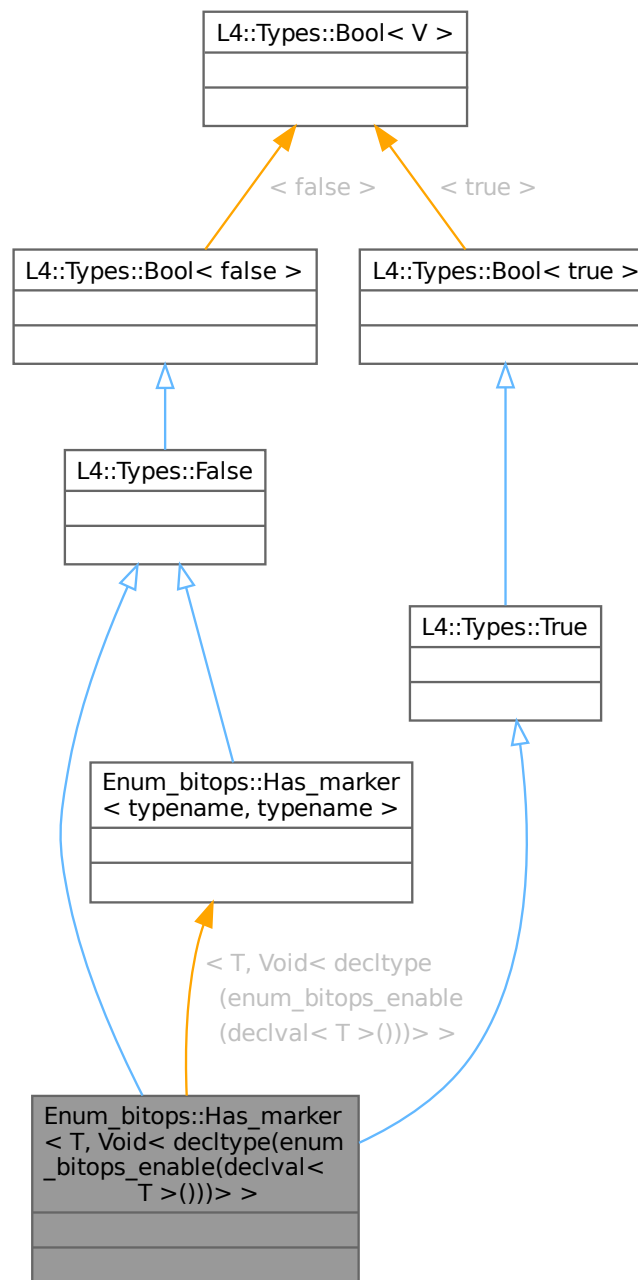 L4::Types::Bool< V >
< false >
< true >
L4::Types::Bool< false >
L4::Types::Bool< true >
L4::Types::False
L4::Types::True
Enum_bitops::Has_marker
< typename, typename >
< T, Void< decltype
(enum_bitops_enable
(declval< T >()))> >
Enum_bitops::Has_marker
< T, Void< decltype(enum
_bitops_enable(declval<
T >()))> >